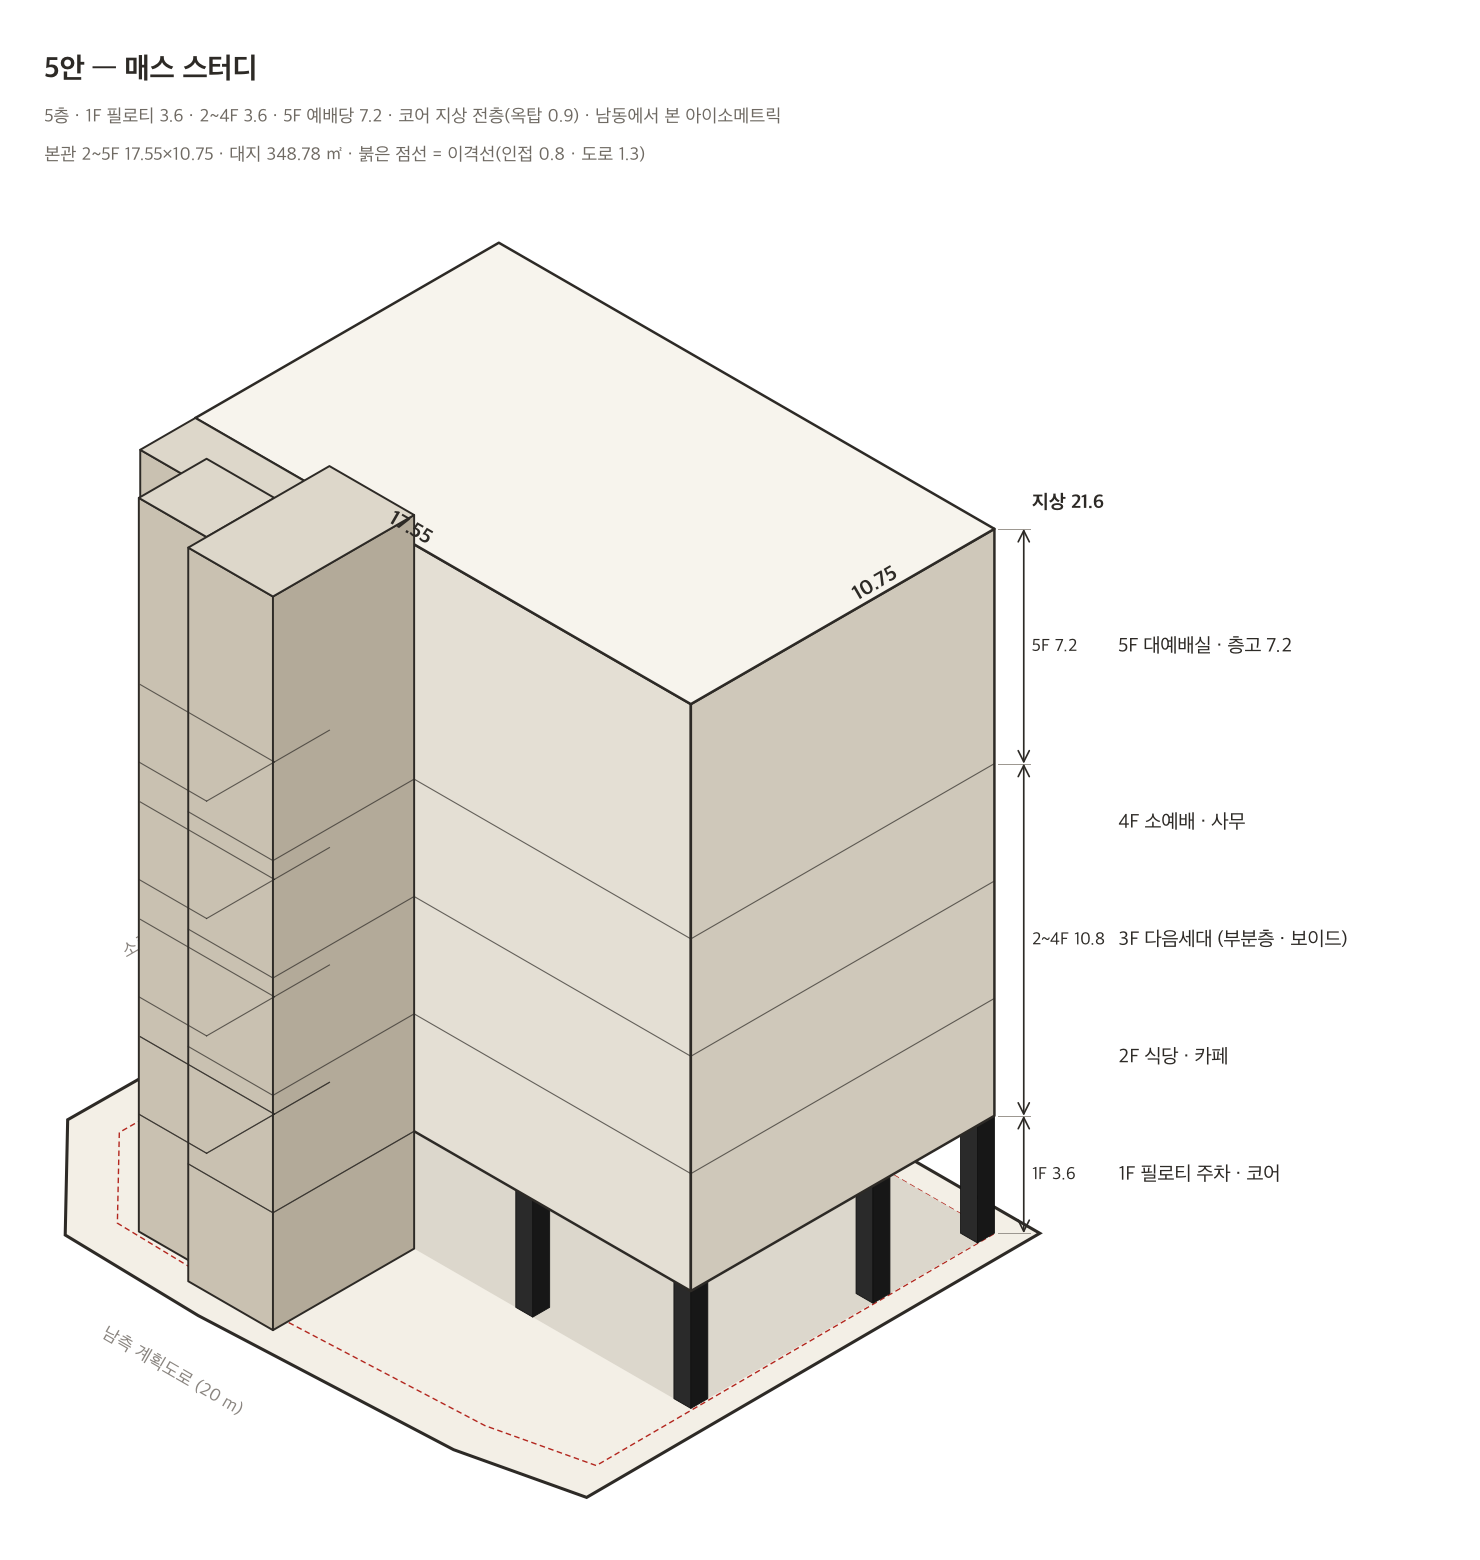 5안 — 매스 스터디
5층 · 1F 필로티 3.6 · 2~4F 3.6 · 5F 예배당 7.2 · 코어 지상 전층(옥탑 0.9) · 남동에서 본 아이소메트릭
본관 2~5F 17.55×10.75 · 대지 348.78 ㎡ · 붉은 점선 = 이격선(인접 0.8 · 도로 1.3)
지상 21.6
17.55
10.75
5F 7.2
5F 대예배실 · 층고 7.2
4F 소예배 · 사무
2~4F 10.8
3F 다음세대 (부분층 · 보이드)
2F 식당 · 카페
1F 3.6
1F 필로티 주차 · 코어
남측 계획도로 (20 m)